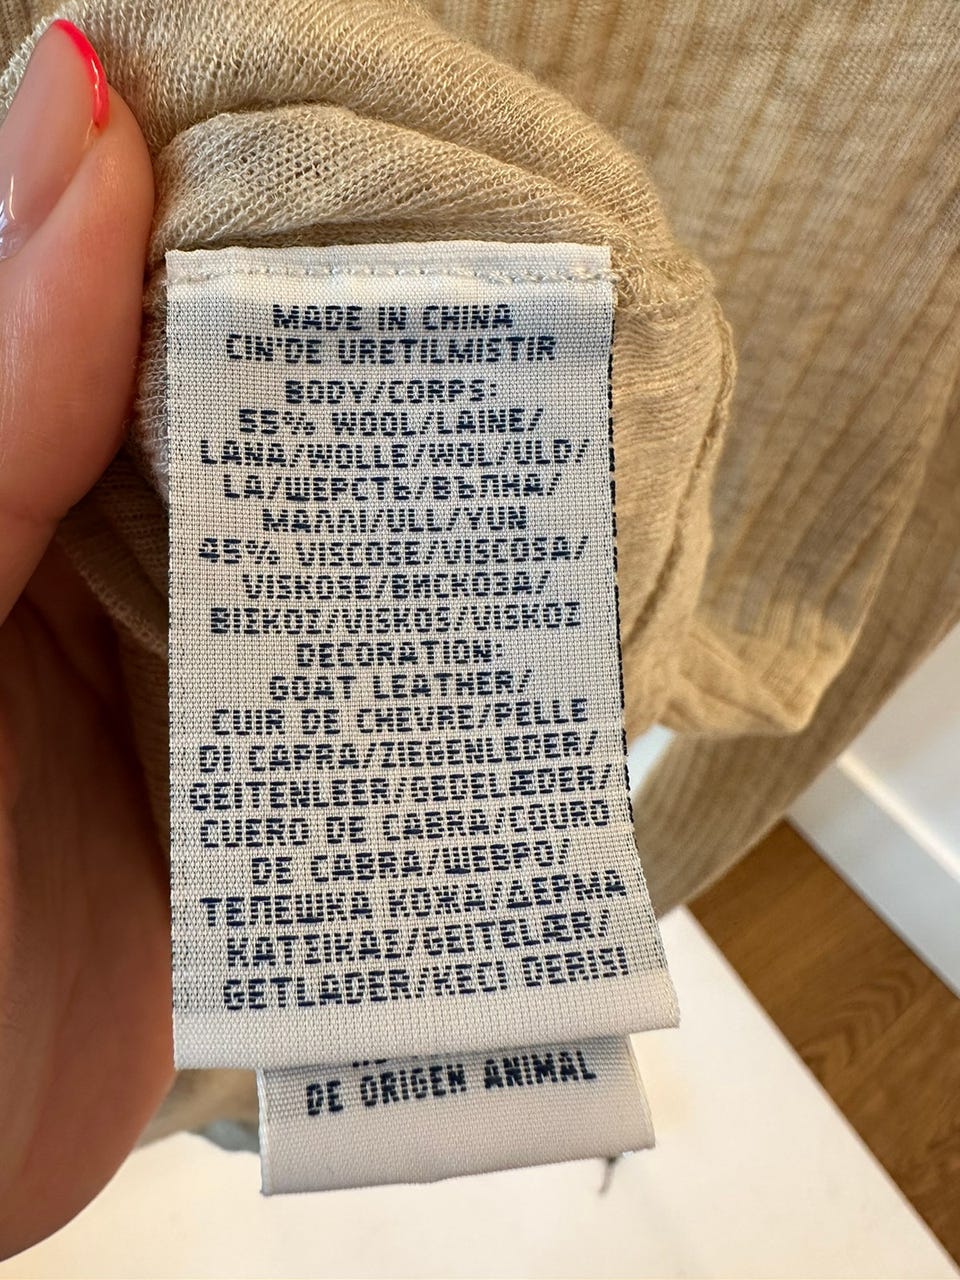 MADE IN CHINA
CIN'DE URETILMISTIR
BODY/CORPS:
55% WOOL/LAINE/
LANA/WOLLE/WOL/ULD/
LA/ШЕРСТЬ/ВЪЛНА/
ΜΑΛΛΙ/ULL/YUN
45% VISCOSE/VISCOSA/
VISKOSE/ВИСКОЗА/
ΒΙΣΚΟΖ/VISKOS/VISKOZ
DECORATION:
GOAT LEATHER/
CUIR DE CHEVRE/PELLE
DI CAPRA/ZIEGENLEDER/
GEITENLEER/GEDELÆDER/
CUERO DE CABRA/COURO
DE CABRA/ШЕВРО/
ТЕЛЕШКА КОЖА/ΔΕΡΜΑ
ΚΑΤΣΙΚΑΣ/GEITELÆR/
GETLADER/KECI DERISI
DE ORIGEN ANIMAL